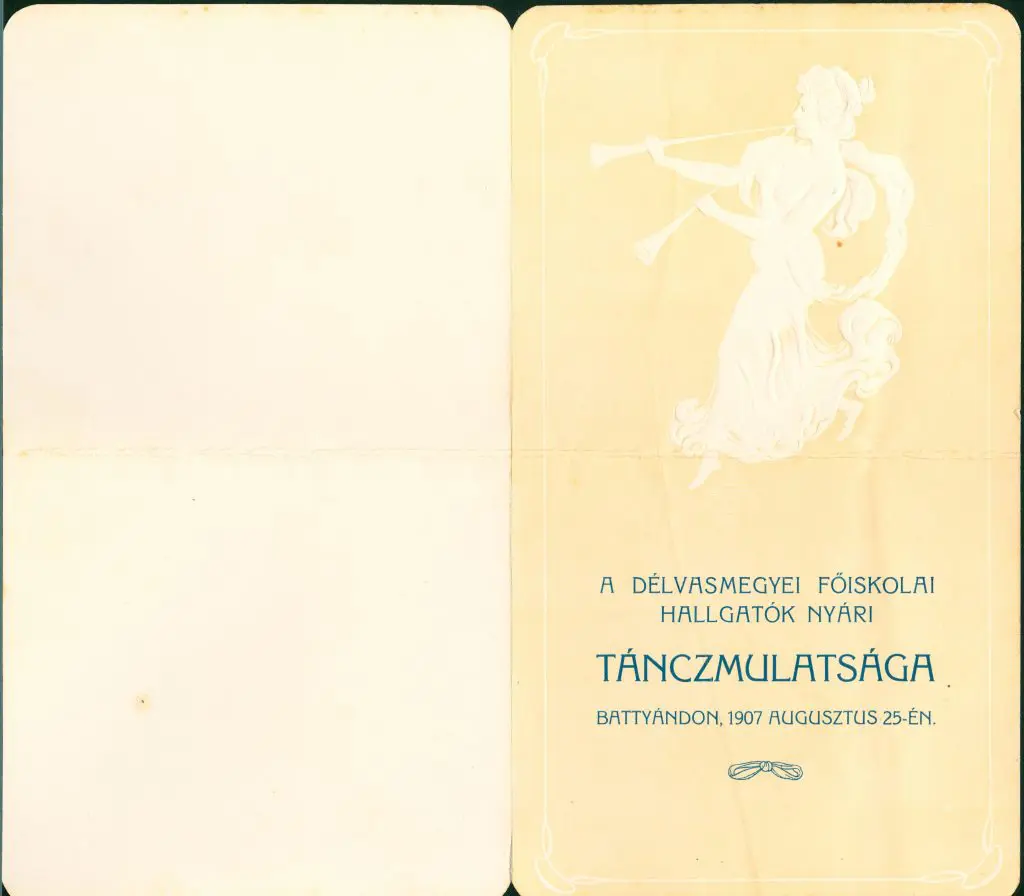 A DÉLVASMEGYEI FŐISKOLAI
HALLGATÓK NYÁRI
TÁNCZMULATSÁGA
BATTYÁNDON, 1907 AUGUSZTUS 25-ÉN.